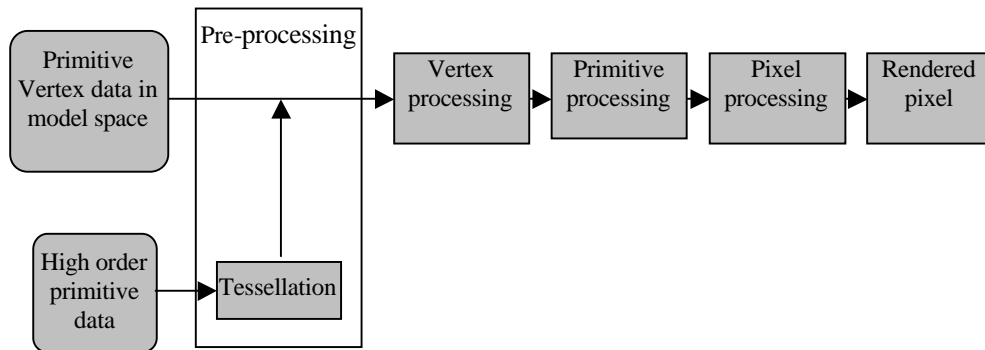 Primitive
Vertex data in
model space
Pre-processing
Vertex
processing
Primitive
processing
Pixel
processing
Rendered
pixel
High order
primitive
data
Tessellation